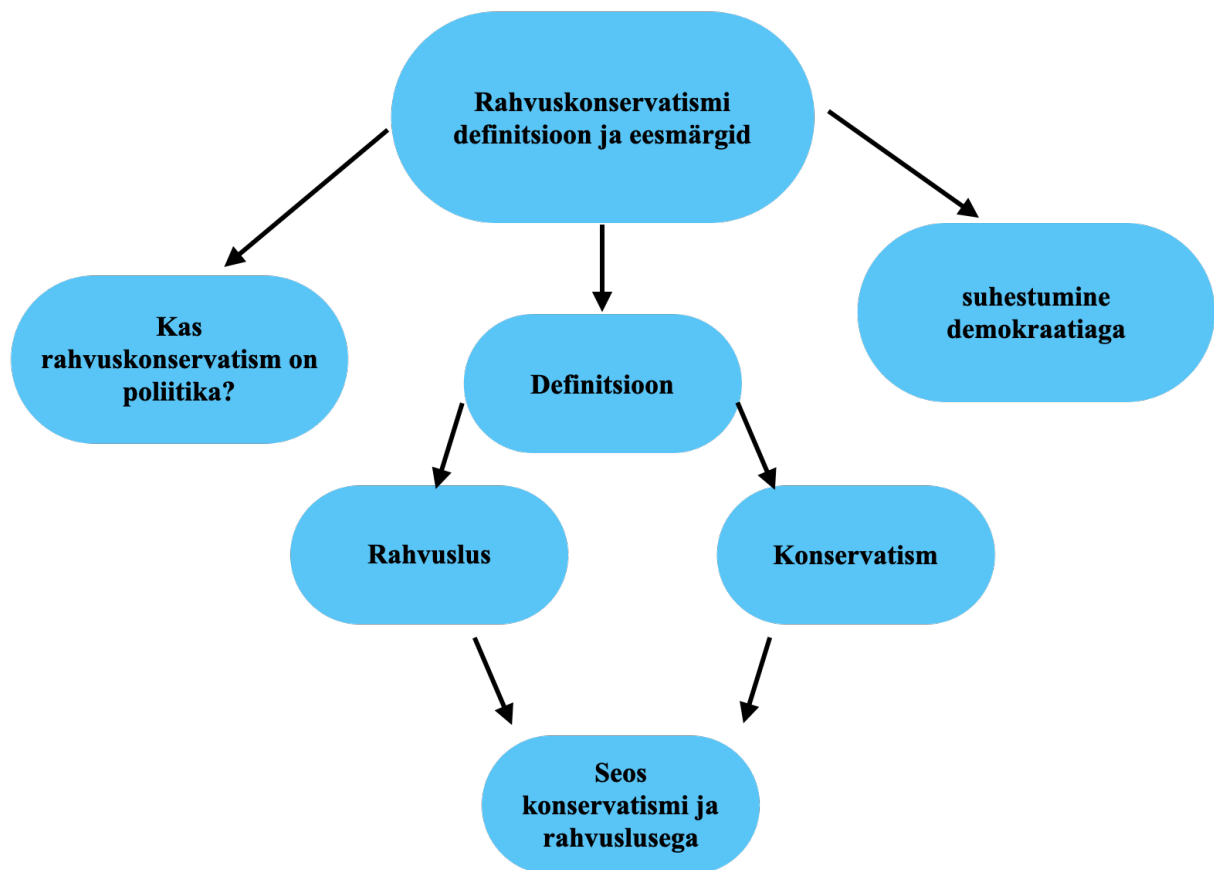 Rahvuskonservatismi
definitsioon ja eesmärgid
suhestumine
demokraatiaga
Kas
rahvuskonservatism on
poliitika?
Definitsioon
Rahvuslus
Konservatism
Seos
konservatismi ja
rahvuslusega